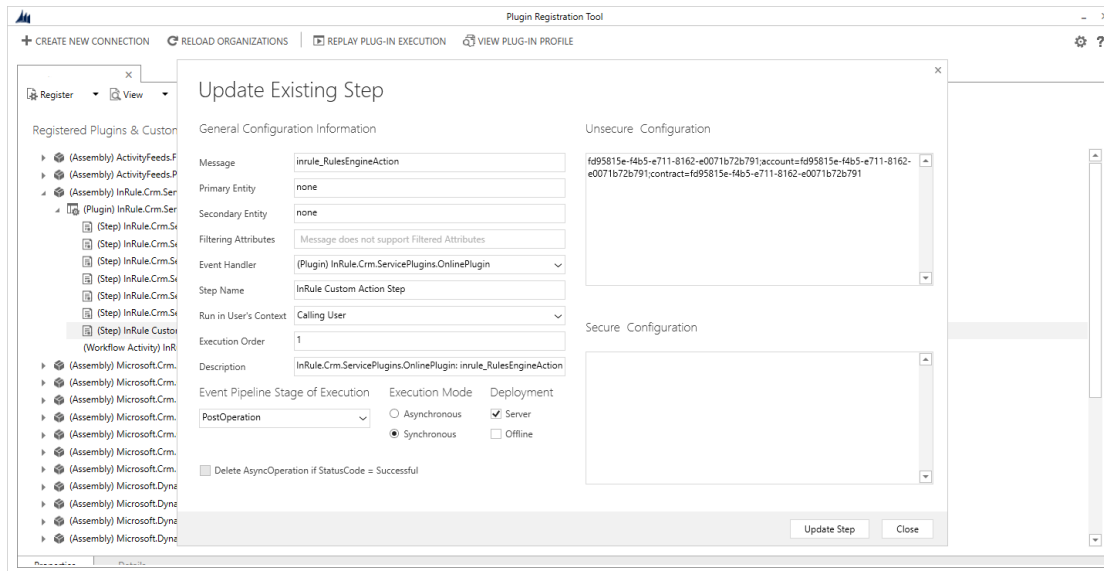 Plugin Registration Tool
CREATE NEW CONNECTION RELOAD ORGANIZATIONS REPLAY PLUG-IN EXECUTION VIEW PLUG-IN PROFILE
Register View
Registered Plugins & Custon
(Assembly) ActivityFeeds.F
(Assembly) ActivityFeeds.P
(Assembly) InRule.Crm.Ser
(Plugin) InRule.Crm.Ser
(Step) InRule.Crm.Se
(Step) InRule.Crm.Se
(Step) InRule.Crm.Se
(Step) InRule.Crm.Se
(Step) InRule.Crm.Se
(Step) InRule.Crm.Se
(Step) InRule Custor
(Workflow Activity) InR
(Assembly) Microsoft.Crm.
(Assembly) Microsoft.Crm.
(Assembly) Microsoft.Crm.
(Assembly) Microsoft.Crm.
(Assembly) Microsoft.Crm.
(Assembly) Microsoft.Crm.
(Assembly) Microsoft.Crm.
(Assembly) Microsoft.Dyna
(Assembly) Microsoft.Dyna
(Assembly) Microsoft.Dyna
(Assembly) Microsoft.Dyna
Update Existing Step
General Configuration Information
Message inrule_RulesEngineAction
Primary Entity none
Secondary Entity none
Filtering Attributes Message does not support Filtered Attributes
Event Handler (Plugin) InRule.Crm.ServicePlugins.OnlinePlugin
Step Name InRule Custom Action Step
Run in User's Context Calling User
Execution Order 1
Description InRule.Crm.ServicePlugins.OnlinePlugin: inrule_RulesEngineAction
Event Pipeline Stage of Execution Execution Mode Deployment
PostOperation Asynchronous Server
Synchronous Offline
Delete AsyncOperation if StatusCode = Successful
Unsecure Configuration
fd95815e-f4b5-e711-8162-e0071b72b791;account=fd95815e-f4b5-e711-8162-
e0071b72b791;contract=fd95815e-f4b5-e711-8162-e0071b72b791
Secure Configuration
Update Step Close
Properties Details